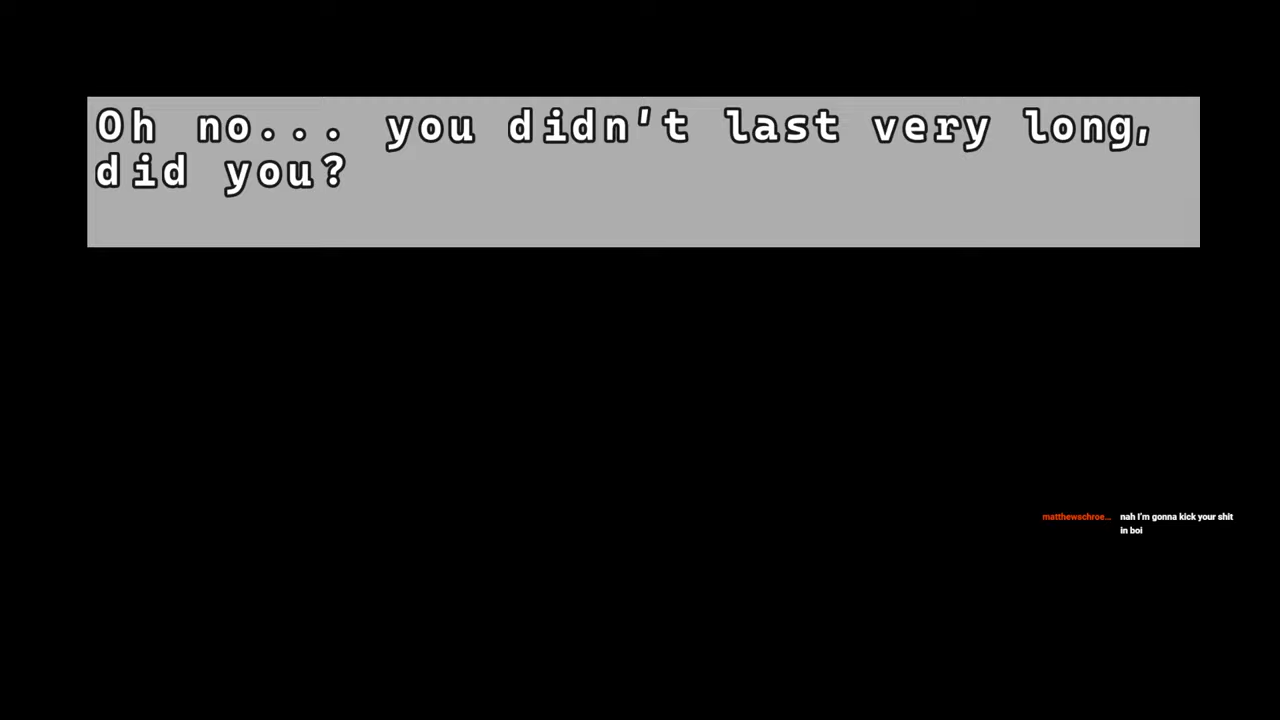 Oh no... you didn't last very long,
did you?
matthewschroe... nah I'm gonna kick your shit
in boi